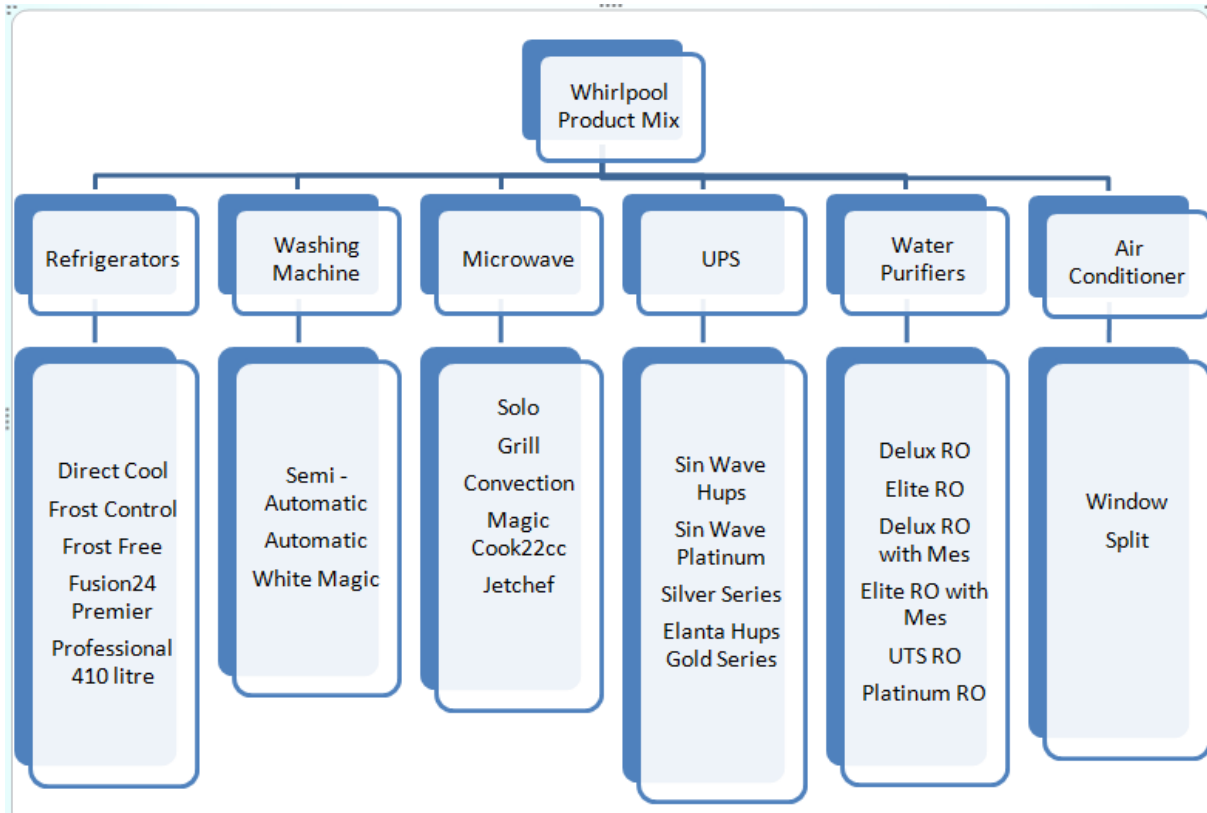 Whirlpool
Product Mix
Refrigerators
Washing
Machine
Microwave
UPS
Water
Purifiers
Air
Conditioner
Direct Cool
Frost Control
Frost Free
Fusion24
Premier
Professional
410 litre
Semi -
Automatic
Automatic
White Magic
Solo
Grill
Convection
Magic
Cook22cc
Jetchef
Sin Wave
Hups
Sin Wave
Platinum
Silver Series
Elanta Hups
Gold Series
Delux RO
Elite RO
Delux RO
with Mes
Elite RO with
Mes
UTS RO
Platinum RO
Window
Split